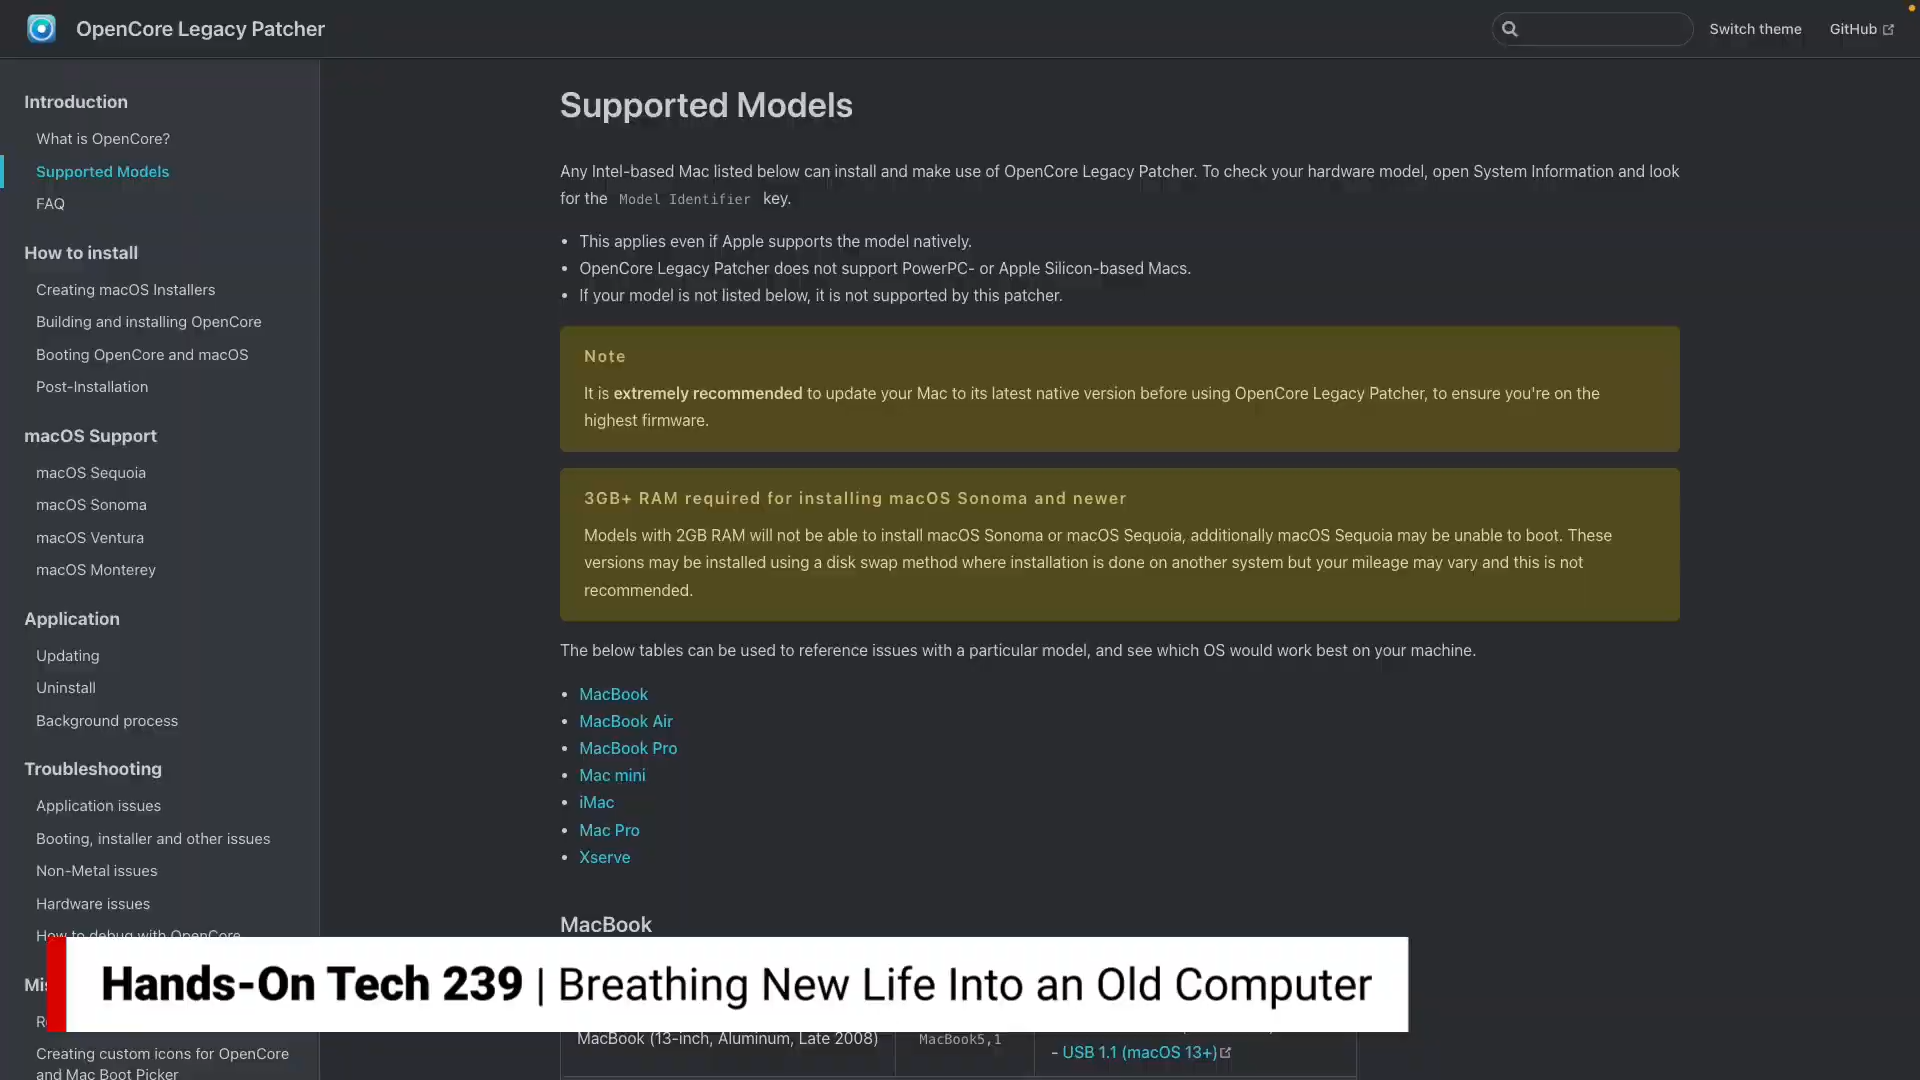 OpenCore Legacy Patcher
Switch theme
GitHub
Introduction
What is OpenCore?
Supported Models
FAQ
How to install
Creating macOS Installers
Building and installing OpenCore
Booting OpenCore and macOS
Post-Installation
macOS Support
macOS Sequoia
macOS Sonoma
macOS Ventura
macOS Monterey
Application
Updating
Uninstall
Background process
Troubleshooting
Application issues
Booting, installer and other issues
Non-Metal issues
Hardware issues
How to debug with OpenCore
Creating custom icons for OpenCore
and Mac Boot Picker
Supported Models
Any Intel-based Mac listed below can install and make use of OpenCore Legacy Patcher. To check your hardware model, open System Information and look
for the Model Identifier key.
• This applies even if Apple supports the model natively.
• OpenCore Legacy Patcher does not support PowerPC- or Apple Silicon-based Macs.
• If your model is not listed below, it is not supported by this patcher.
Note
It is extremely recommended to update your Mac to its latest native version before using OpenCore Legacy Patcher, to ensure you're on the
highest firmware.
3GB+ RAM required for installing macOS Sonoma and newer
Models with 2GB RAM will not be able to install macOS Sonoma or macOS Sequoia, additionally macOS Sequoia may be unable to boot. These
versions may be installed using a disk swap method where installation is done on another system but your mileage may vary and this is not
recommended.
The below tables can be used to reference issues with a particular model, and see which OS would work best on your machine.
• MacBook
• MacBook Air
• MacBook Pro
• Mac mini
• iMac
• Mac Pro
• Xserve
MacBook
MacBook (13-inch, Aluminum, Late 2008)
MacBook5,1
- USB 1.1 (macOS 13+)
Hands-On Tech 239 | Breathing New Life Into an Old Computer